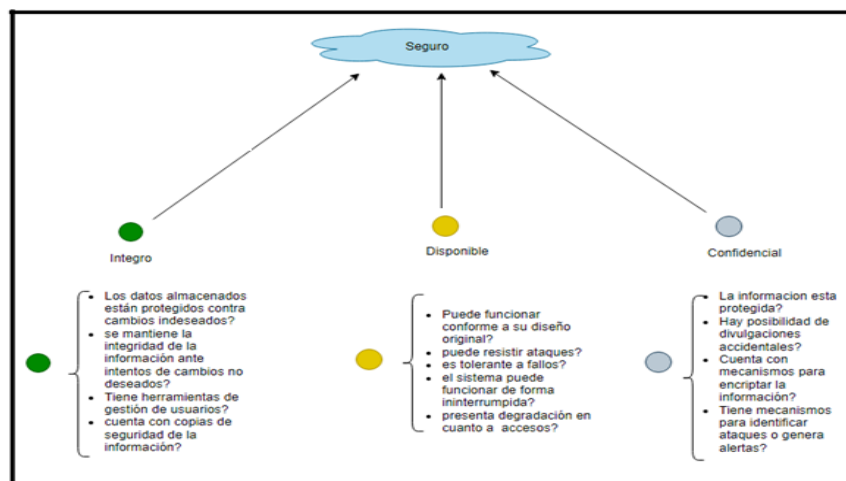 Seguro
Integro
Disponible
Confidencial
• Los datos almacenados
están protegidos contra
cambios indeseados?
• se mantiene la
integridad de la
información ante
intentos de cambios no
deseados?
• Tiene herramientas de
gestión de usuarios?
• cuenta con copias de
seguridad de la
información?
• Puede funcionar
conforme a su diseño
original?
• puede resistir ataques?
• es tolerante a fallos?
• el sistema puede
funcionar de forma
ininterrumpida?
• presenta degradación en
cuanto a accesos?
• La informacion esta
protegida?
• Hay posibilidad de
divulgaciones
accidentales?
• Cuenta con
mecanismos para
encriptar la
información?
• Tiene mecanismos
para identificar
ataques o genera
alertas?